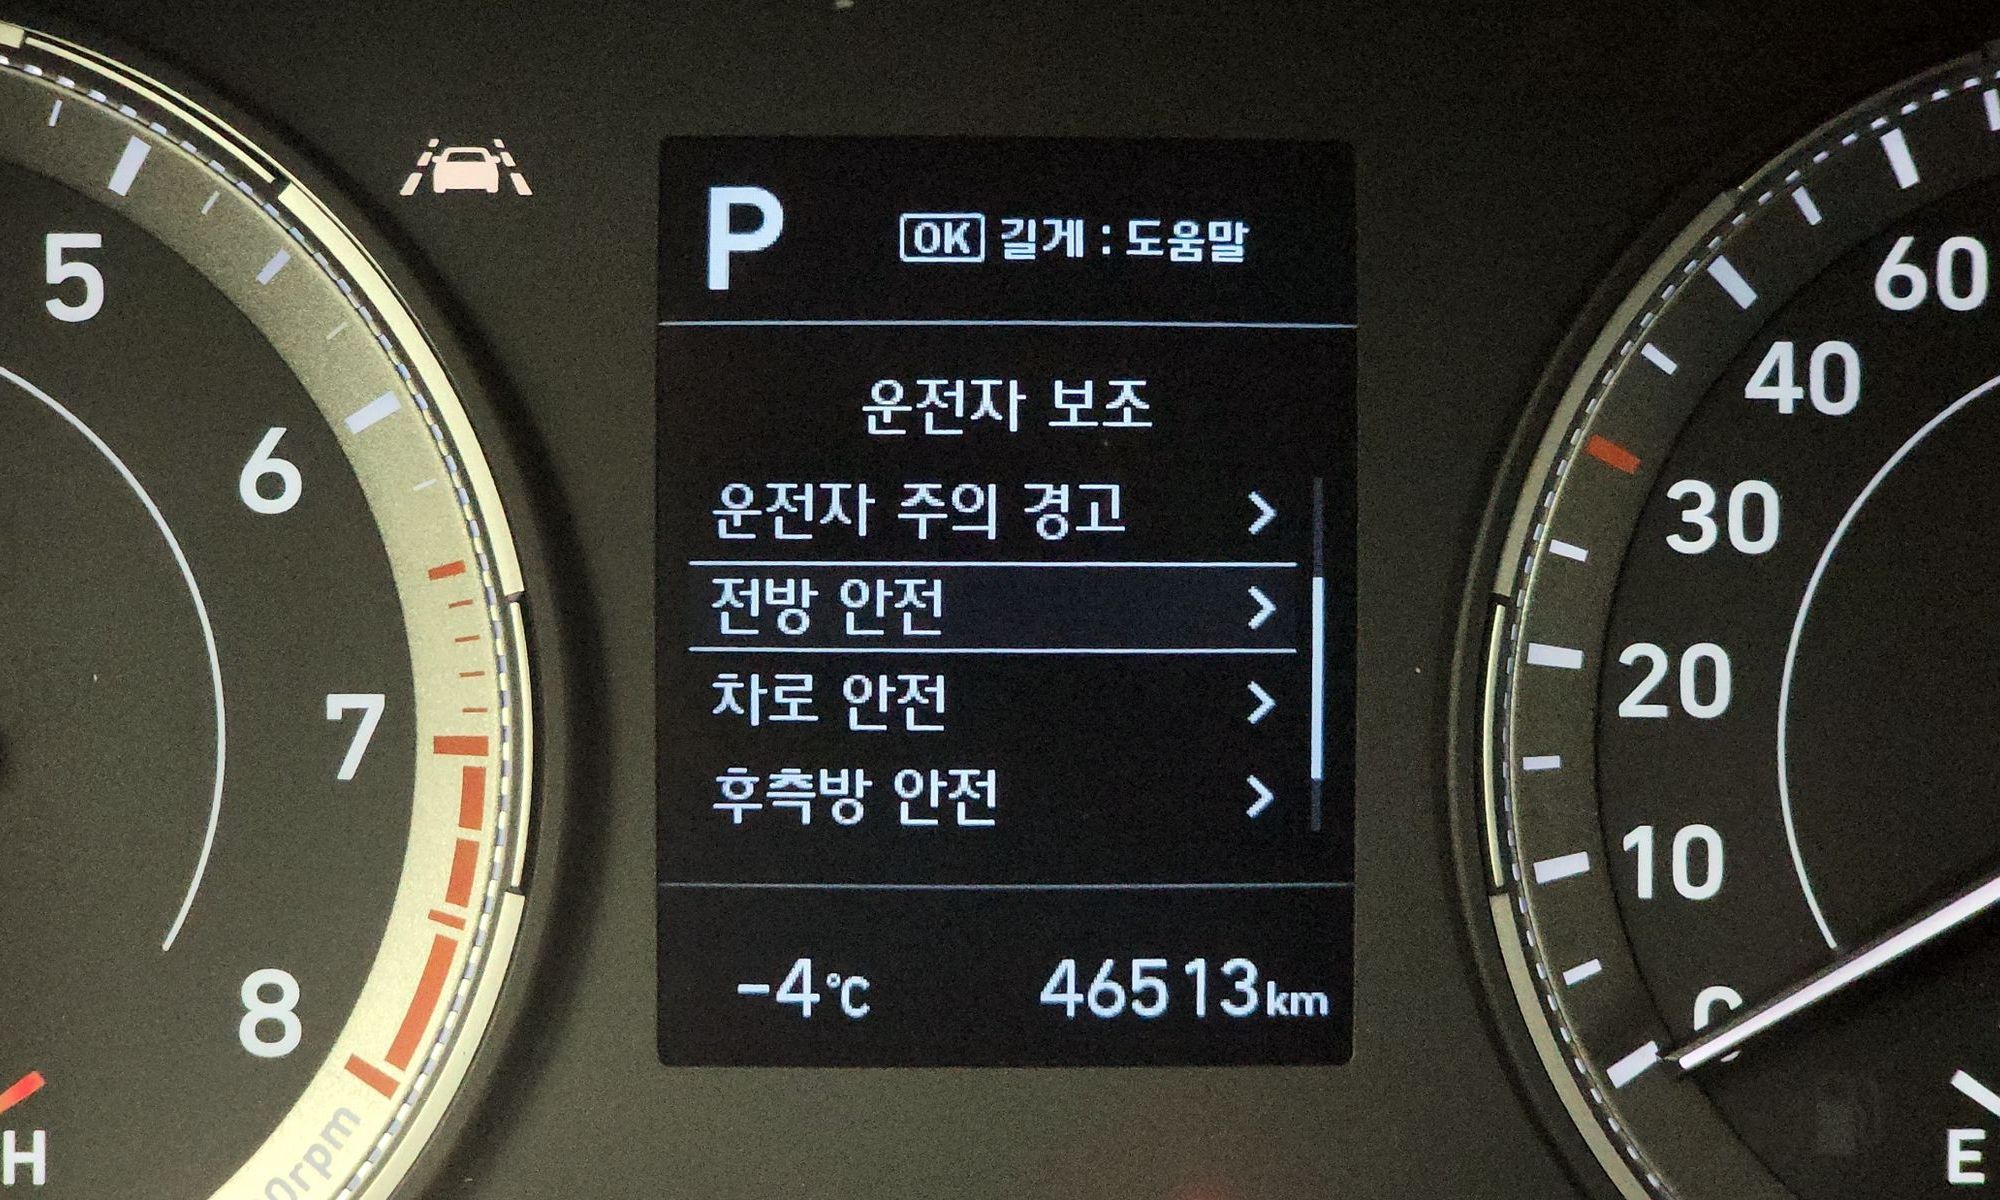 P
OK 길게 : 도움말
운전자 보조
운전자 주의 경고
전방 안전
차로 안전
후측방 안전
-4℃
46513km
5
6
7
8
H
0rpm
60
40
30
20
10
0
E